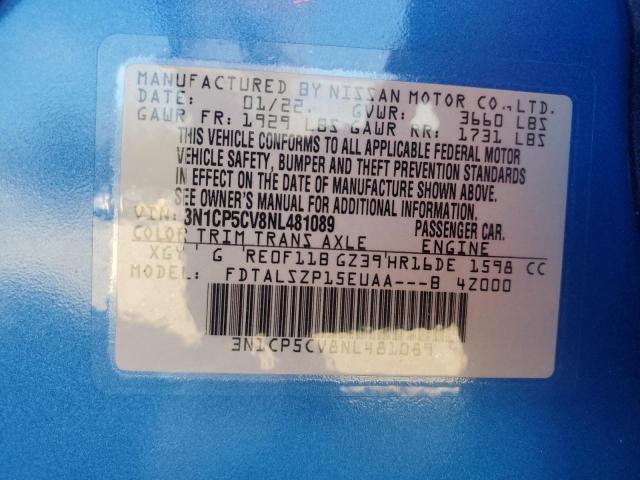 MANUFACTURED BY NISSAN MOTOR CO., LTD.
DATE: 01/22. GVWR: 3660 LBS
GAWR FR: 1929 LBS GAWR RR: 1731 LBS
THIS VEHICLE CONFORMS TO ALL APPLICABLE FEDERAL MOTOR
VEHICLE SAFETY, BUMPER AND THEFT PREVENTION STANDARDS
IN EFFECT ON THE DATE OF MANUFACTURE SHOWN ABOVE.
SEE OWNER'S MANUAL FOR ADDITIONAL INFORMATION.
VIN: 3N1CP5CV8NL481089 PASSENGER CAR.
COLOR TRIM TRANS AXLE ENGINE
XGY G RE0F11B GZ39 HR16DE 1598 CC
MODEL: FDTALSZP15EUAA---B 4Z000
3N1CP5CV8NL481089